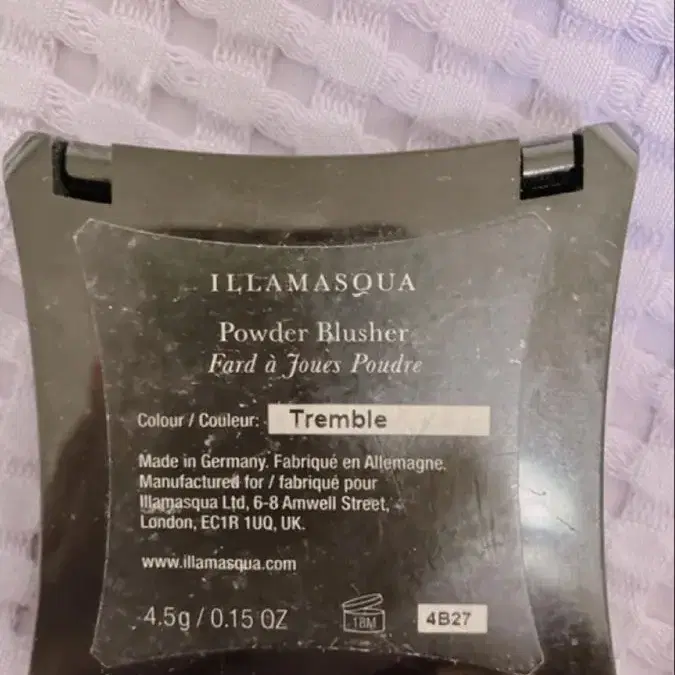 ILLAMASQUA
Powder Blusher
Fard à Joues Poudre
Colour / Couleur: Tremble
Made in Germany. Fabriqué en Allemagne.
Manufactured for / fabriqué pour
Illamasqua Ltd, 6-8 Amwell Street,
London, EC1R 1UQ, UK.
www.illamasqua.com
4.5g / 0.15 OZ 18M 4B27